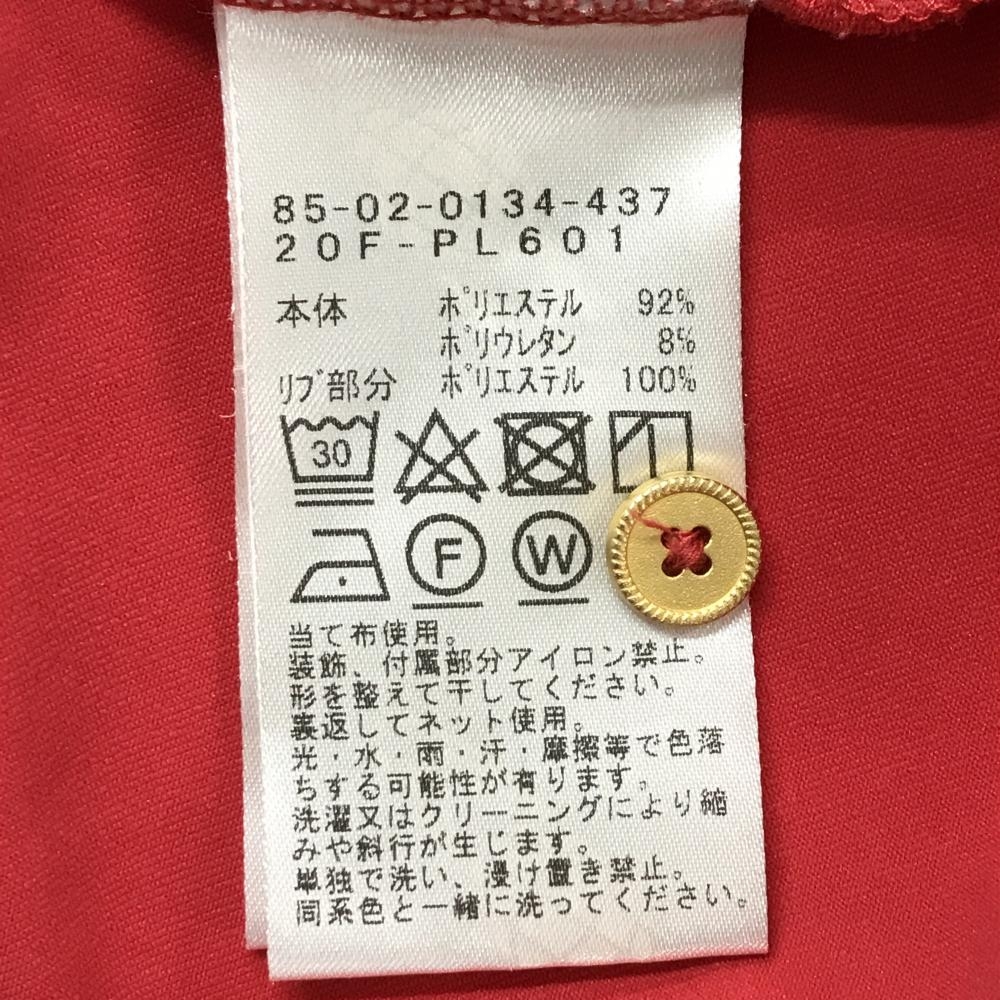 85-02-0134-437
20F-PL601
本体 ポリエステル 92%
ポリウレタン 8%
リブ部分 ポリエステル 100%
30
F W
当て布使用。
装飾、付属部分アイロン禁止。
形を整えて干してください。
裏返してネット使用。
光・水・雨・汗・摩擦等で色落
ちする可能性が有ります。
洗濯又はクリーニングにより縮
みや斜行が生じます。
単独で洗い、浸け置き禁止。
同系色と一緒に洗ってください。